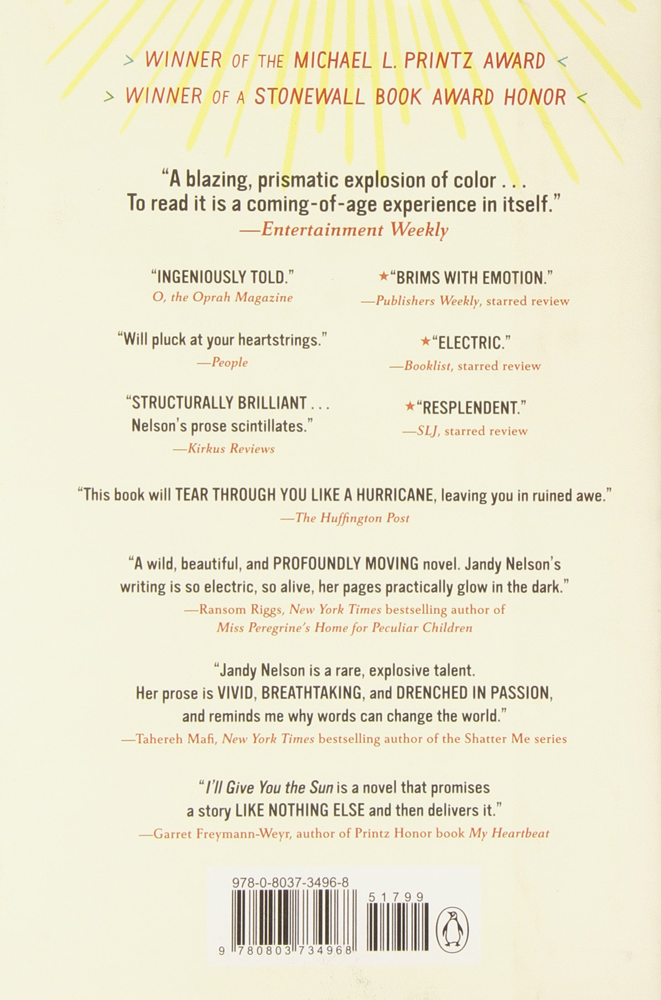 > WINNER OF THE MICHAEL L. PRINTZ AWARD <
> WINNER OF A STONEWALL BOOK AWARD HONOR <
“A blazing, prismatic explosion of color . . .
To read it is a coming-of-age experience in itself.”
—Entertainment Weekly
“INGENIOUSLY TOLD.”
O, the Oprah Magazine
“Will pluck at your heartstrings.”
—People
“STRUCTURALLY BRILLIANT . . .
Nelson’s prose scintillates.”
—Kirkus Reviews
★“BRIMS WITH EMOTION.”
—Publishers Weekly, starred review
★“ELECTRIC.”
—Booklist, starred review
★“RESPLENDENT.”
—SLJ, starred review
“This book will TEAR THROUGH YOU LIKE A HURRICANE, leaving you in ruined awe.”
—The Huffington Post
“A wild, beautiful, and PROFOUNDLY MOVING novel. Jandy Nelson’s
writing is so electric, so alive, her pages practically glow in the dark.”
—Ransom Riggs, New York Times bestselling author of
Miss Peregrine’s Home for Peculiar Children
“Jandy Nelson is a rare, explosive talent.
Her prose is VIVID, BREATHTAKING, and DRENCHED IN PASSION,
and reminds me why words can change the world.”
—Tahereh Mafi, New York Times bestselling author of the Shatter Me series
“I’ll Give You the Sun is a novel that promises
a story LIKE NOTHING ELSE and then delivers it.”
—Garret Freymann-Weyr, author of Printz Honor book My Heartbeat
978-0-8037-3496-8
51799
9 780803 734968